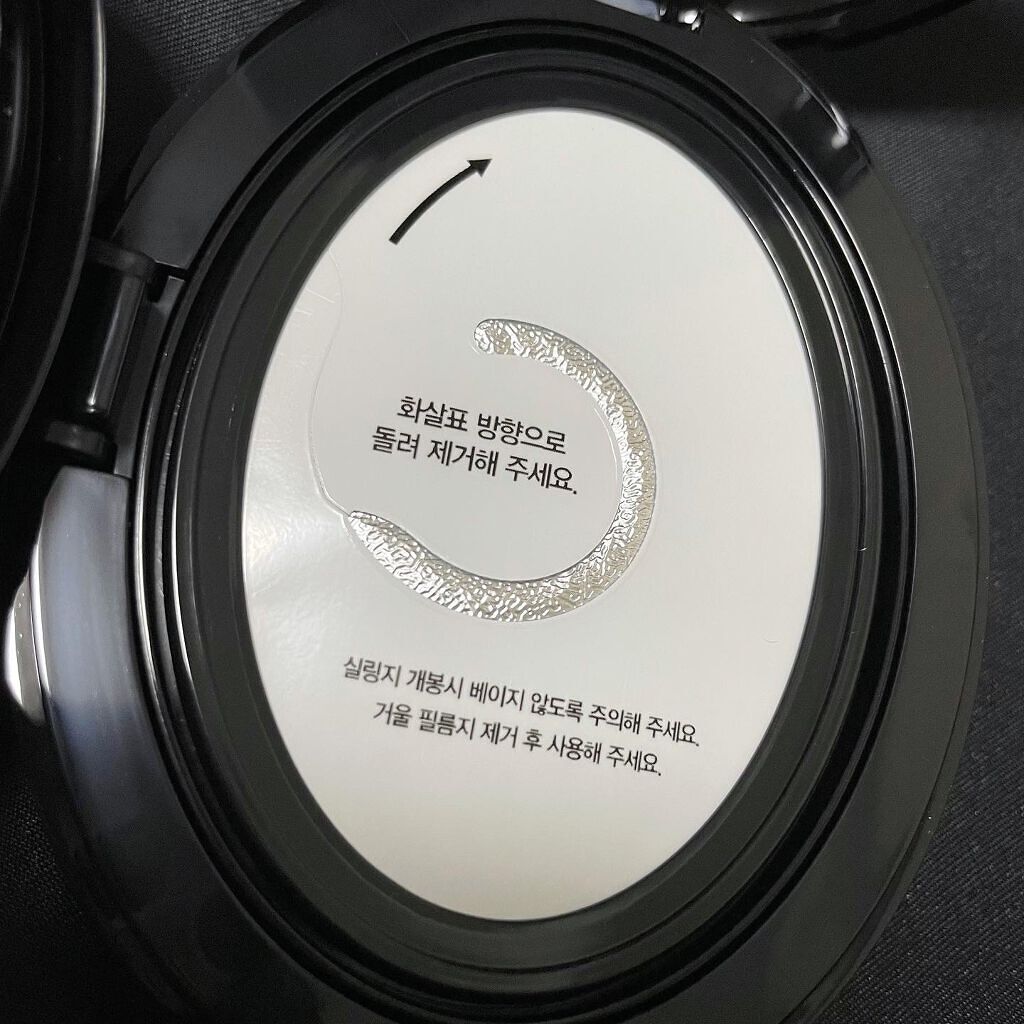 화살표 방향으로
돌려 제거해 주세요.
실링지 개봉시 베이지 않도록 주의해 주세요.
거울 필름지 제거 후 사용해 주세요.